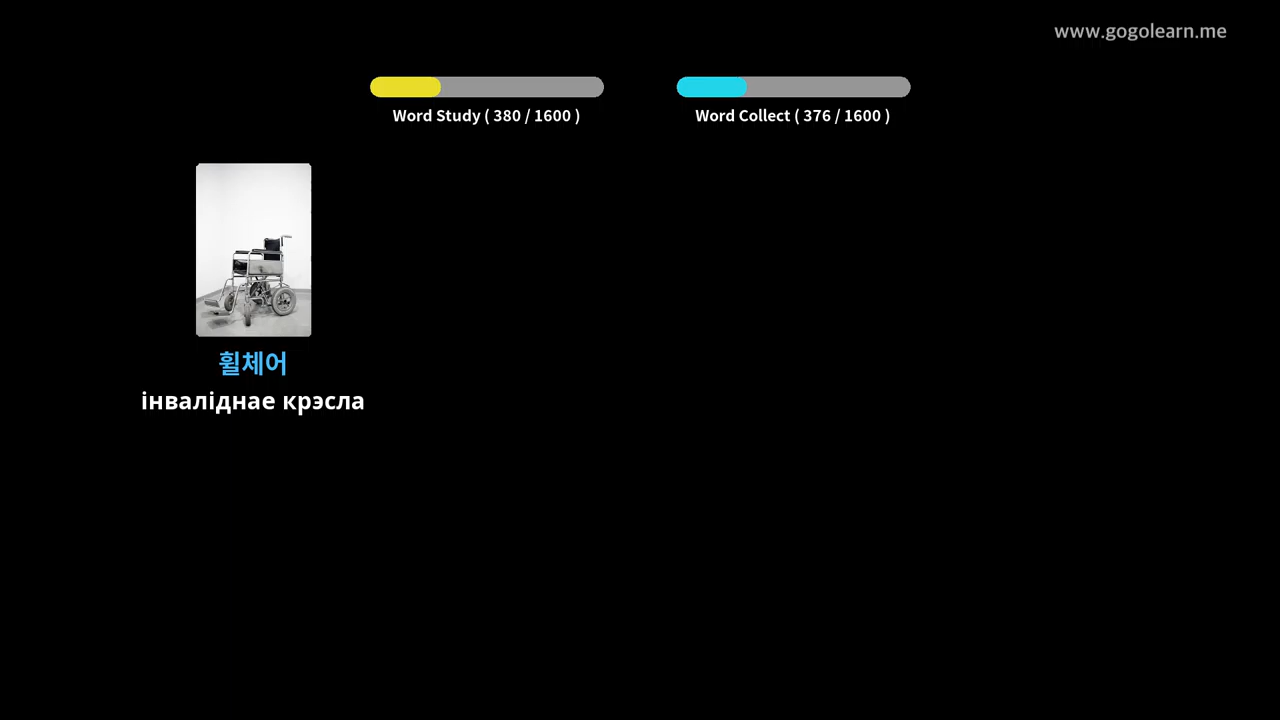 www.gogolearn.me
Word Study ( 380 / 1600 )
Word Collect ( 376 / 1600 )
휠체어
інваліднае крэсла